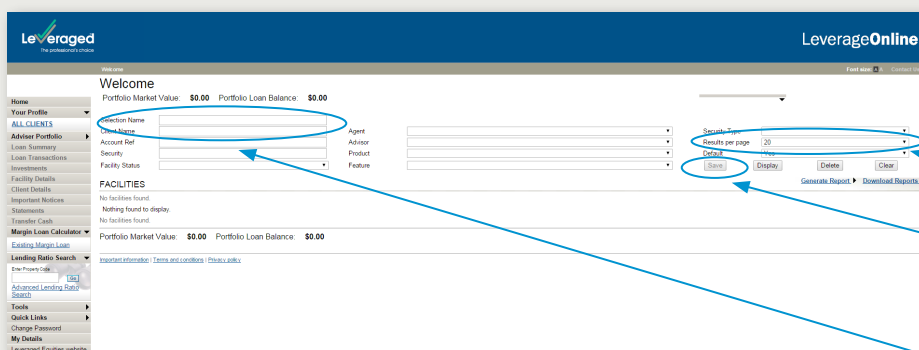 Leveraged
The professional's choice
LeverageOnline
Welcome
Font size: A A Contact Us
Welcome
Portfolio Market Value: $0.00 Portfolio Loan Balance: $0.00
Home
Your Profile
ALL CLIENTS
Adviser Portfolio
Loan Summary
Loan Transactions
Investments
Facility Details
Client Details
Important Notices
Statements
Transfer Cash
Margin Loan Calculator
Existing Margin Loan
Lending Ratio Search
Enter Property Code
Go
Advanced Lending Ratio
Search
Tools
Quick Links
Change Password
My Details
Leveraged Equities website
Selection Name
Client Name
Account Ref
Security
Facility Status
Agent
Advisor
Product
Feature
Security Type
Results per page 20
Default Yes
Save Display Delete Clear
Generate Report Download Reports
FACILITIES
No facilities found.
Nothing found to display.
No facilities found.
Portfolio Market Value: $0.00 Portfolio Loan Balance: $0.00
Important information | Terms and conditions | Privacy policy